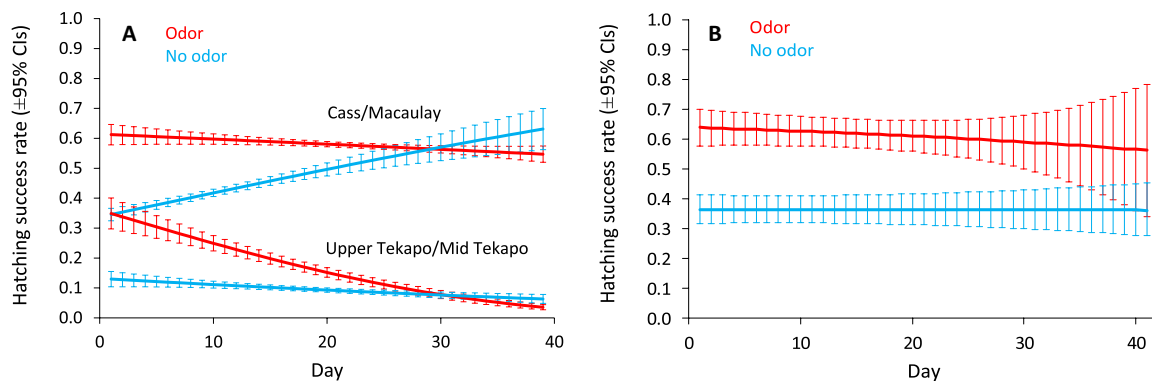 A
Odor
No odor
Cass/Macaulay
Upper Tekapo/Mid Tekapo
Hatching success rate (±95% CIs)
1.0
0.9
0.8
0.7
0.6
0.5
0.4
0.3
0.2
0.1
0.0
0 10 20 30 40
Day
B
Odor
No odor
Hatching success rate (±95% CIs)
1.0
0.9
0.8
0.7
0.6
0.5
0.4
0.3
0.2
0.1
0.0
0 10 20 30 40
Day